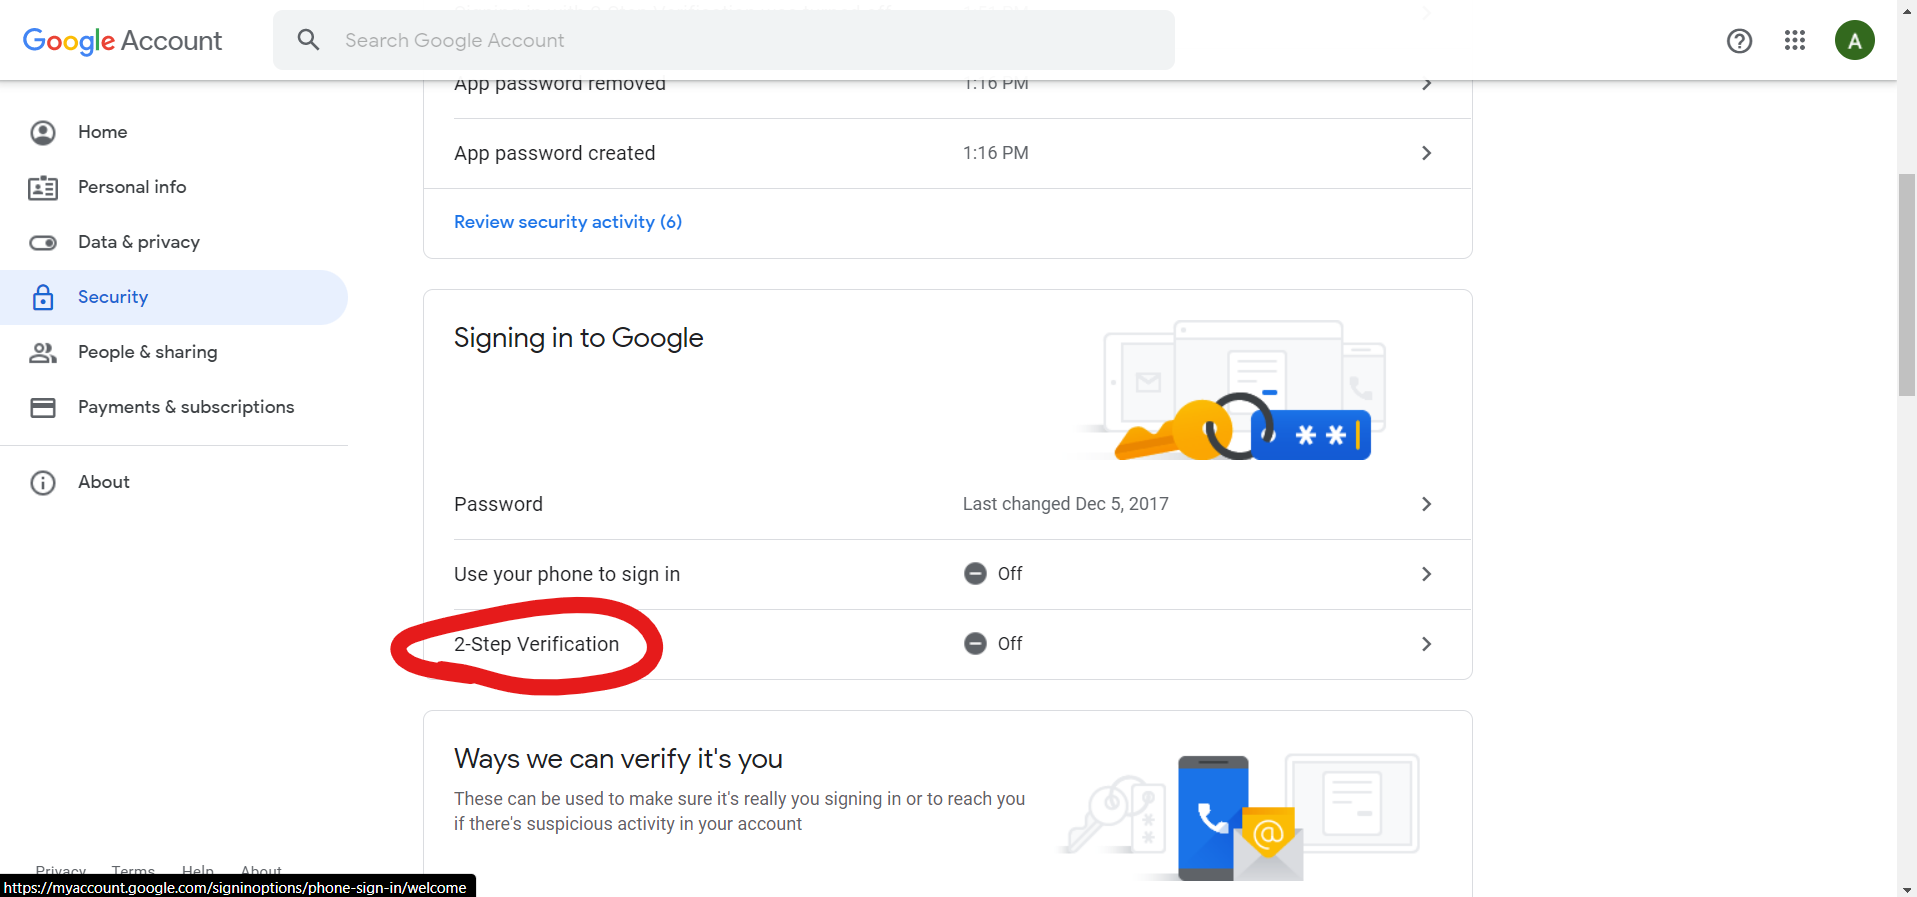 Google Account
Search Google Account
App password removed 1:16 PM
App password created 1:16 PM
Review security activity (6)
Home
Personal info
Data & privacy
Security
People & sharing
Payments & subscriptions
About
Signing in to Google
**
Password Last changed Dec 5, 2017
Use your phone to sign in Off
2-Step Verification Off
Ways we can verify it's you
These can be used to make sure it's really you signing in or to reach you
if there's suspicious activity in your account
@
Privacy Terms Help About
https://myaccount.google.com/signinoptions/phone-sign-in/welcome
A